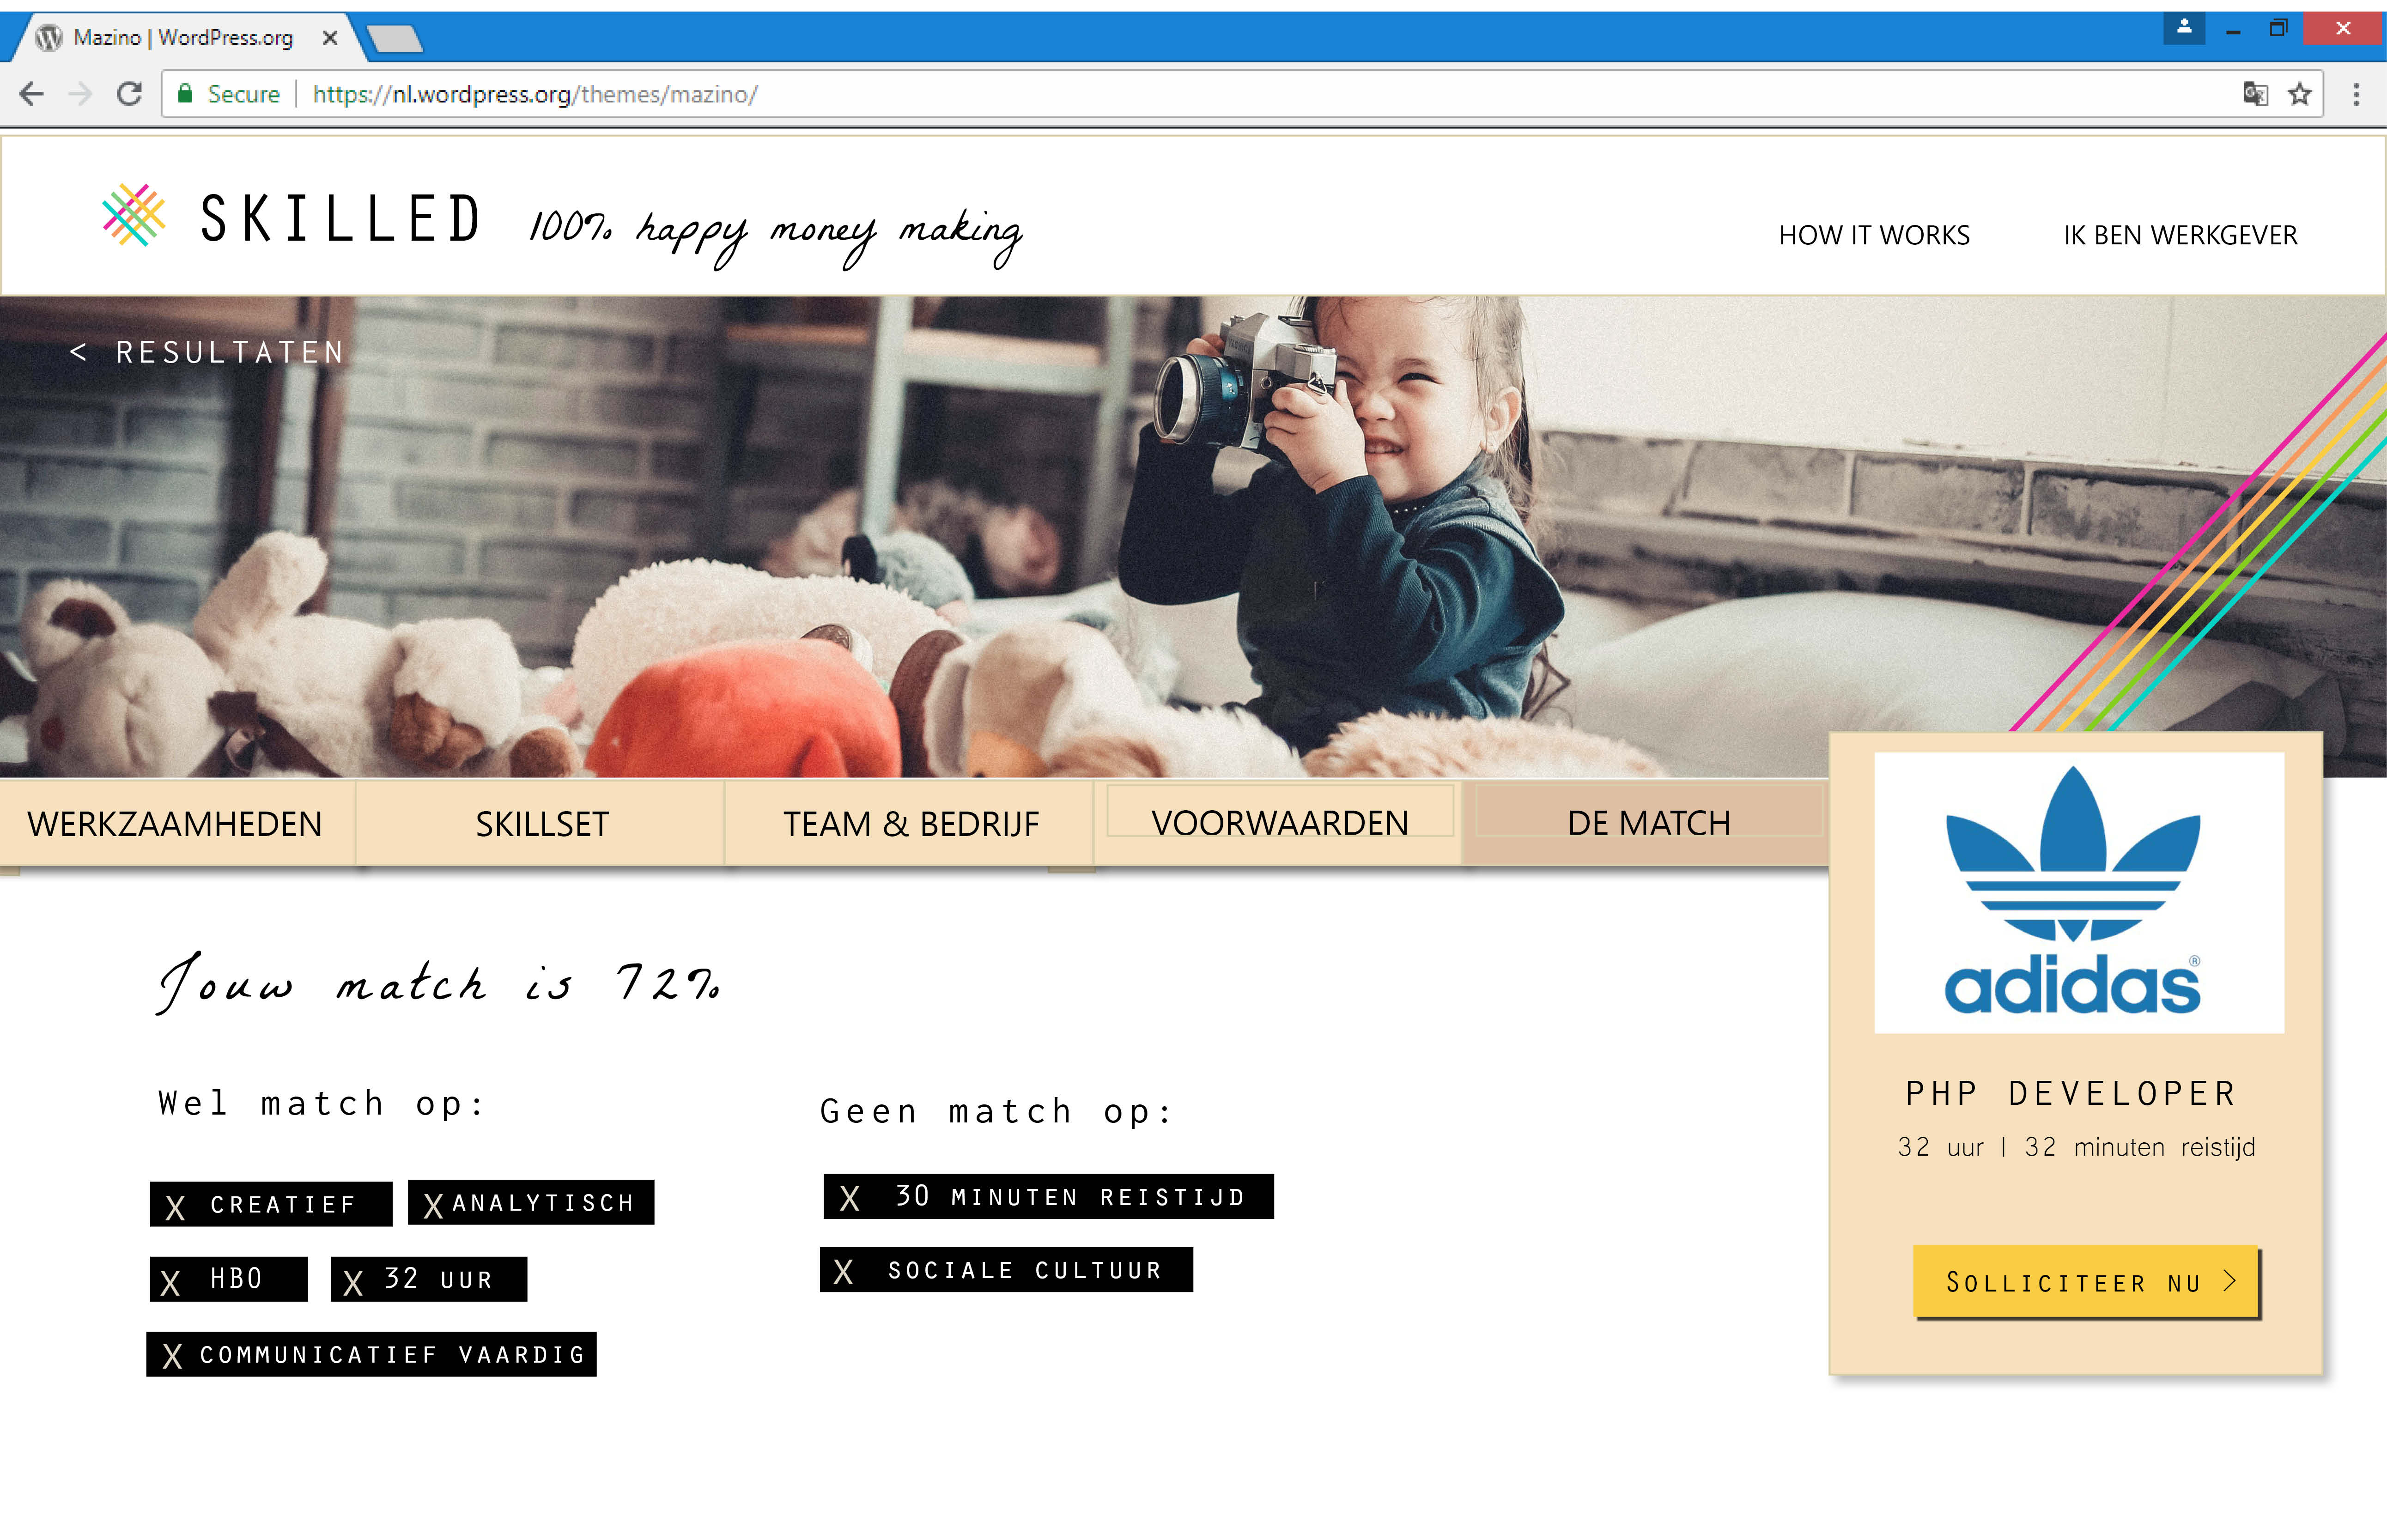 Mazino | WordPress.org
Secure | https://nl.wordpress.org/themes/mazino/
SKILLED 100% happy money making
HOW IT WORKS IK BEN WERKGEVER
< RESULTATEN
WERKZAAMHEDEN SKILLSET TEAM & BEDRIJF VOORWAARDEN DE MATCH
adidas®
Jouw match is 72%
Wel match op:
X CREATIEF X ANALYTISCH
X HBO X 32 UUR
X COMMUNICATIEF VAARDIG
Geen match op:
X 30 MINUTEN REISTIJD
X SOCIALE CULTUUR
PHP DEVELOPER
32 uur | 32 minuten reistijd
SOLLICITEER NU >